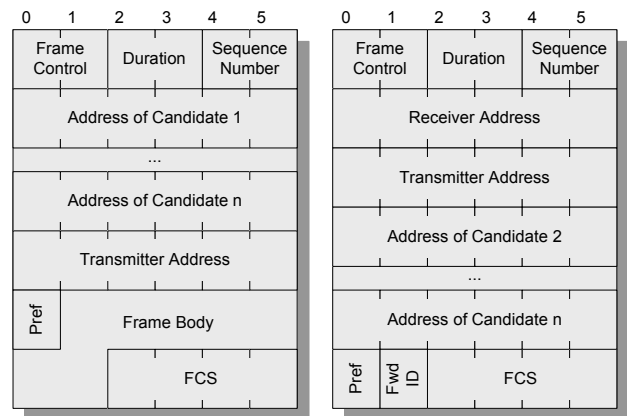 0 1 2 3 4 5
Frame Control
Duration
Sequence Number
Address of Candidate 1
...
Address of Candidate n
Transmitter Address
Pref
Frame Body
FCS
0 1 2 3 4 5
Frame Control
Duration
Sequence Number
Receiver Address
Transmitter Address
Address of Candidate 2
...
Address of Candidate n
Pref
Fwd ID
FCS